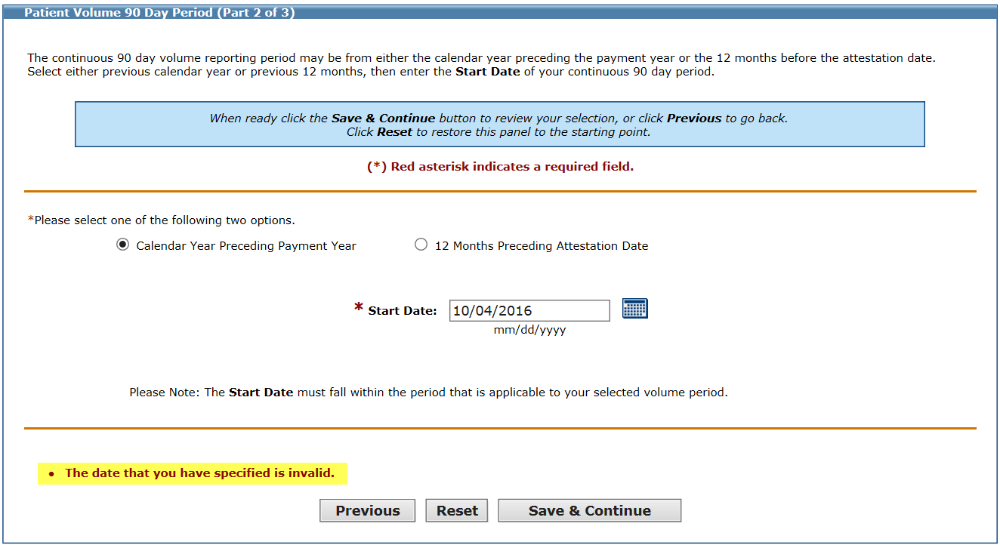 Patient Volume 90 Day Period (Part 2 of 3)
The continuous 90 day volume reporting period may be from either the calendar year preceding the payment year or the 12 months before the attestation date.
Select either previous calendar year or previous 12 months, then enter the Start Date of your continuous 90 day period.
When ready click the Save & Continue button to review your selection, or click Previous to go back.
Click Reset to restore this panel to the starting point.
(*) Red asterisk indicates a required field.
*Please select one of the following two options.
Calendar Year Preceding Payment Year 12 Months Preceding Attestation Date
* Start Date: 10/04/2016
mm/dd/yyyy
Please Note: The Start Date must fall within the period that is applicable to your selected volume period.
• The date that you have specified is invalid.
Previous Reset Save & Continue